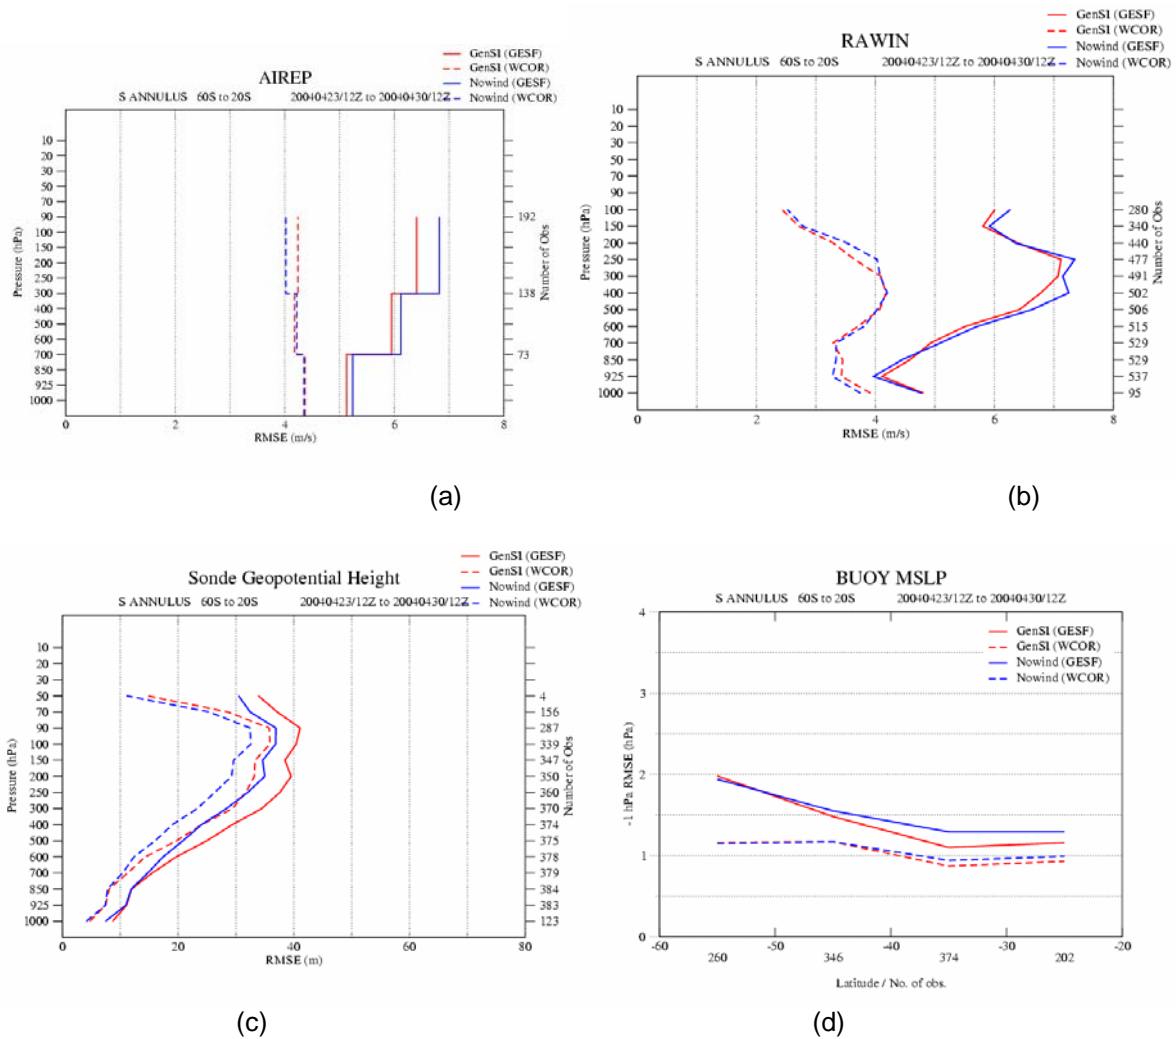 AIREP
GenSI (GESF)
GenSI (WCOR)
Nowind (GESF)
Nowind (WCOR)
S ANNULUS 60S to 20S 20040423/12Z to 20040430/12Z
Pressure (hPa)
10
20
30
50
70
90
100
150
200
250
300
400
500
600
700
850
925
1000
192
138
73
Number of Obs
0 2 4 6 8
RMSE (m/s)
(a)
RAWIN
GenSI (GESF)
GenSI (WCOR)
Nowind (GESF)
Nowind (WCOR)
S ANNULUS 60S to 20S 20040423/12Z to 20040430/12Z
Pressure (hPa)
10
20
30
50
70
100
150
200
250
300
400
500
600
700
850
925
1000
280
340
440
477
491
502
506
515
529
529
537
95
Number of Obs
0 2 4 6 8
RMSE (m/s)
(b)
Sonde Geopotential Height
GenSI (GESF)
GenSI (WCOR)
Nowind (GESF)
Nowind (WCOR)
S ANNULUS 60S to 20S 20040423/12Z to 20040430/12Z
Pressure (hPa)
10
30
50
70
90
100
150
200
250
300
400
500
600
700
850
925
1000
4
156
287
339
347
350
360
370
374
375
378
379
384
383
123
Number of Obs
0 20 40 60 80
RMSE (m)
(c)
BUOY MSLP
S ANNULUS 60S to 20S 20040423/12Z to 20040430/12Z
GenSI (GESF)
GenSI (WCOR)
Nowind (GESF)
Nowind (WCOR)
-1 hPa RMSE (hPa)
4
3
2
1
0
-60 -50 -40 -30 -20
260 346 374 202
Latitude / No. of obs.
(d)